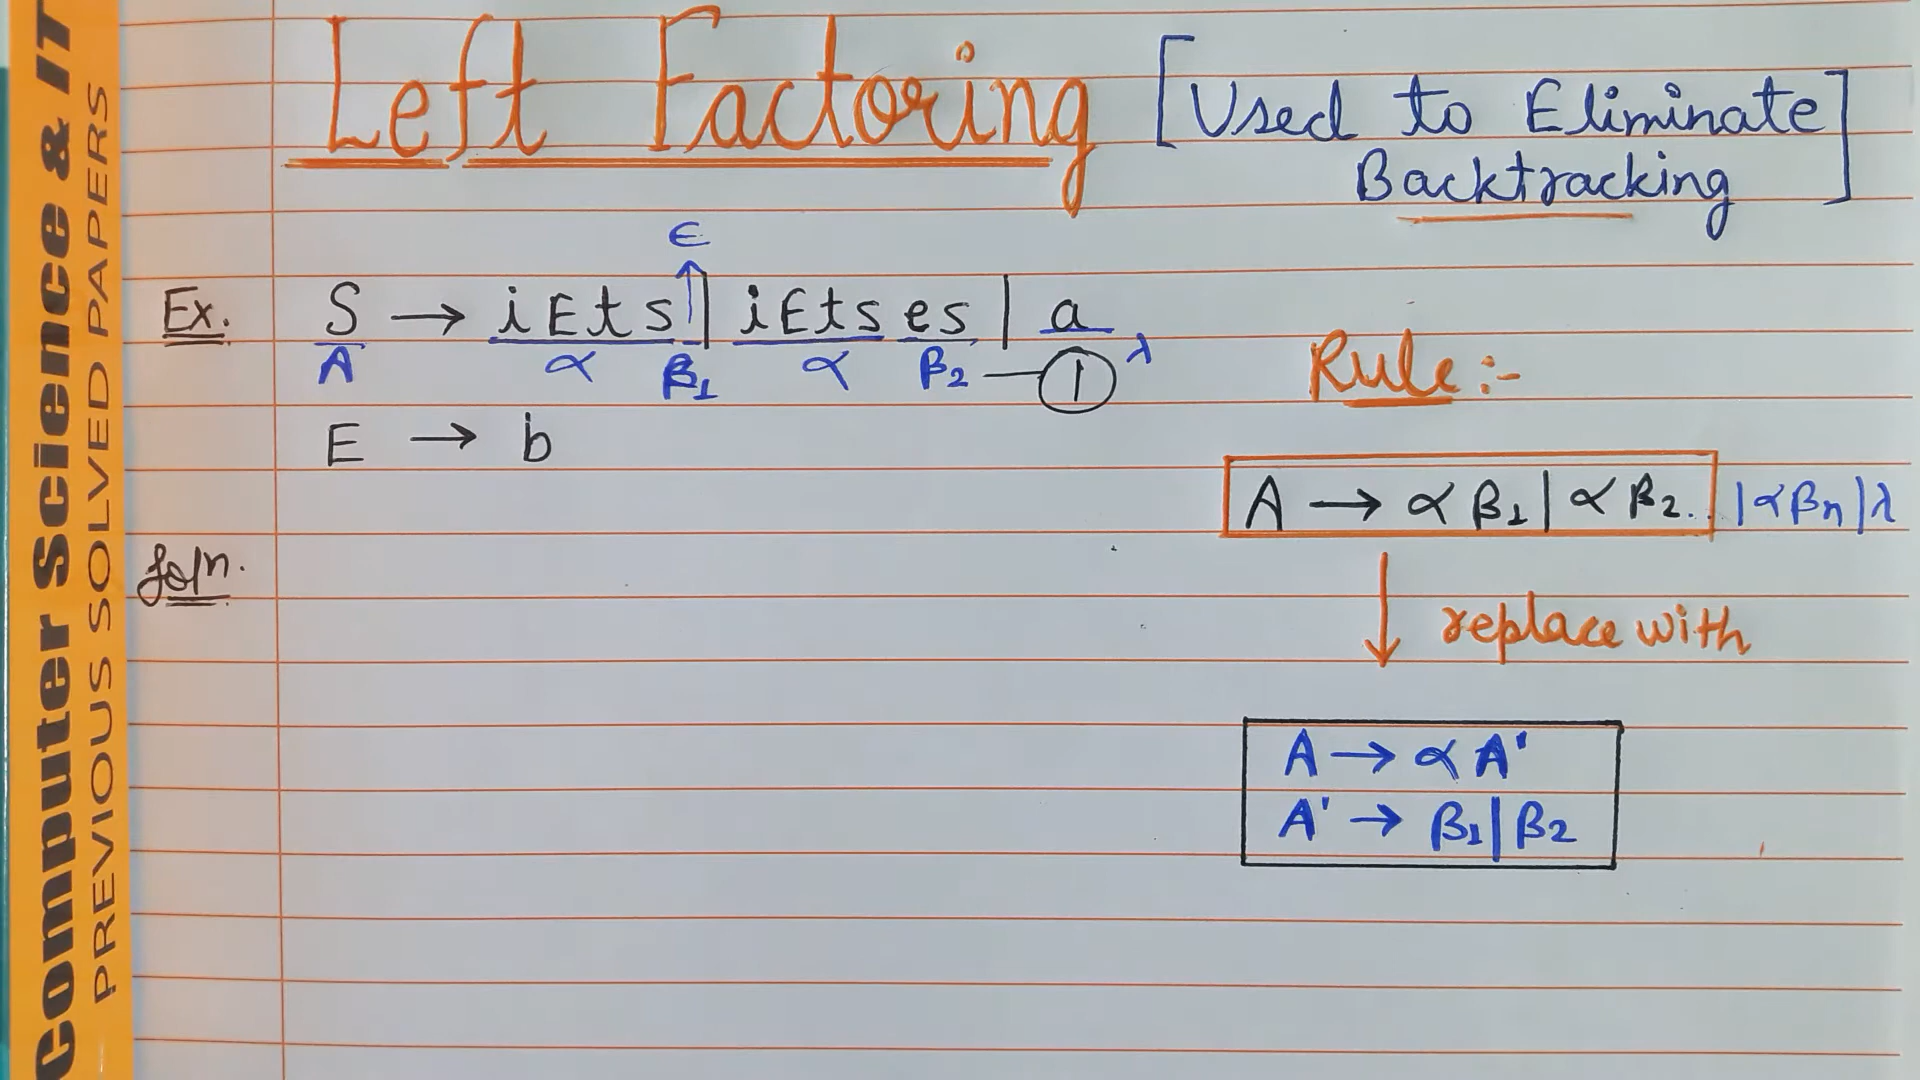 Computer Science & IT
PREVIOUS SOLVED PAPERS
Left Factoring [Used to Eliminate
Backtracking]
ϵ
Ex. S → iEts | iEtses | a
A α β1 α β2 — 1 λ
E → b
Soln.
Rule :-
A → αβ1 | αβ2.. | αβn | λ
↓ replace with
A → αA'
A' → β1 | β2